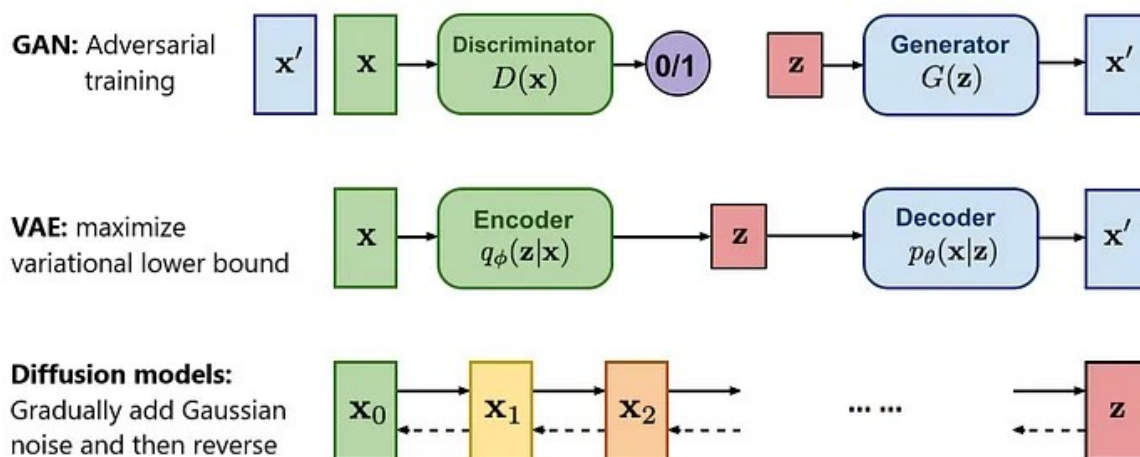 GAN: Adversarial
training
x′
x
Discriminator
D(x)
0/1
z
Generator
G(z)
x′
VAE: maximize
variational lower bound
x
Encoder
qϕ(z|x)
z
Decoder
pθ(x|z)
x′
Diffusion models:
Gradually add Gaussian
noise and then reverse
x₀
x₁
x₂
... ...
z